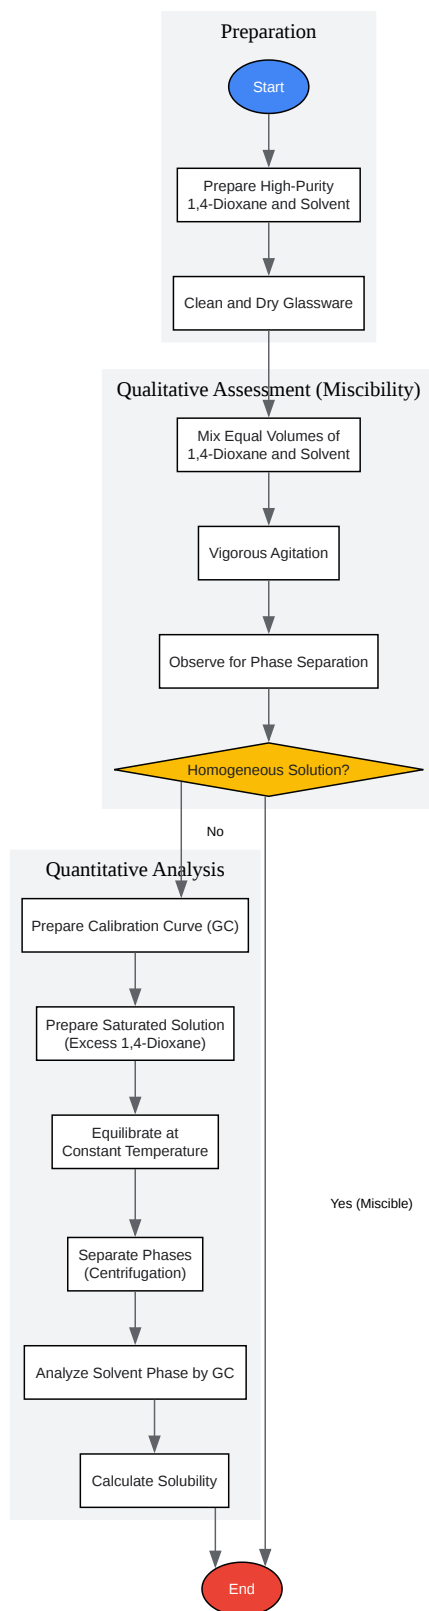 Preparation
Start
Prepare High-Purity
1,4-Dioxane and Solvent
Clean and Dry Glassware
Qualitative Assessment (Miscibility)
Mix Equal Volumes of
1,4-Dioxane and Solvent
Vigorous Agitation
Observe for Phase Separation
Homogeneous Solution?
No
Quantitative Analysis
Prepare Calibration Curve (GC)
Prepare Saturated Solution
(Excess 1,4-Dioxane)
Equilibrate at
Constant Temperature
Yes (Miscible)
Separate Phases
(Centrifugation)
Analyze Solvent Phase by GC
Calculate Solubility
End